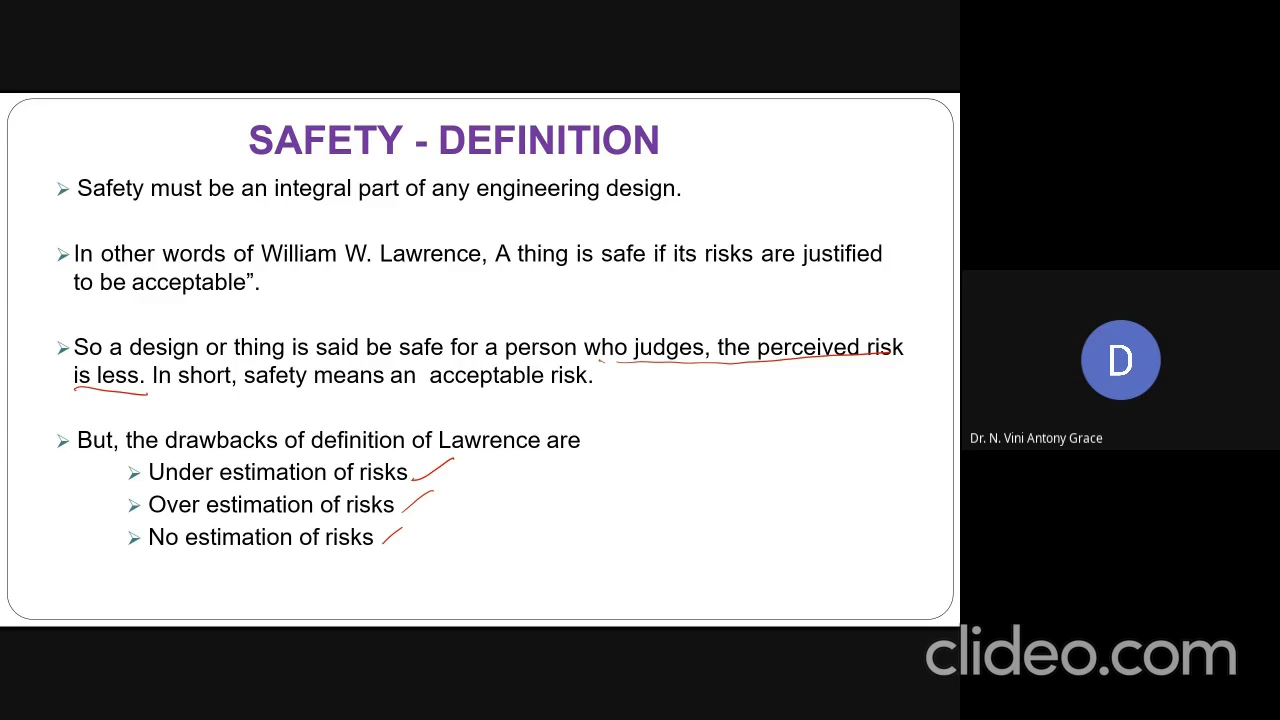 SAFETY - DEFINITION
Safety must be an integral part of any engineering design.
In other words of William W. Lawrence, A thing is safe if its risks are justified
to be acceptable”.
So a design or thing is said be safe for a person who judges, the perceived risk
is less. In short, safety means an acceptable risk.
But, the drawbacks of definition of Lawrence are
Under estimation of risks
Over estimation of risks
No estimation of risks
D
Dr. N. Vini Antony Grace
clideo.com